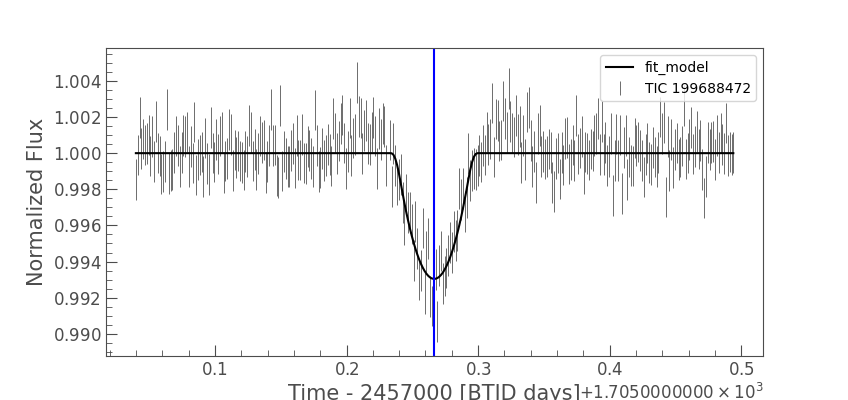 fit_model
TIC 199688472
1.004
1.002
1.000
0.998
0.996
0.994
0.992
0.990
Normalized Flux
0.1 0.2 0.3 0.4 0.5
Time - 2457000 [BTJD days]
+1.7050000000 × 10³